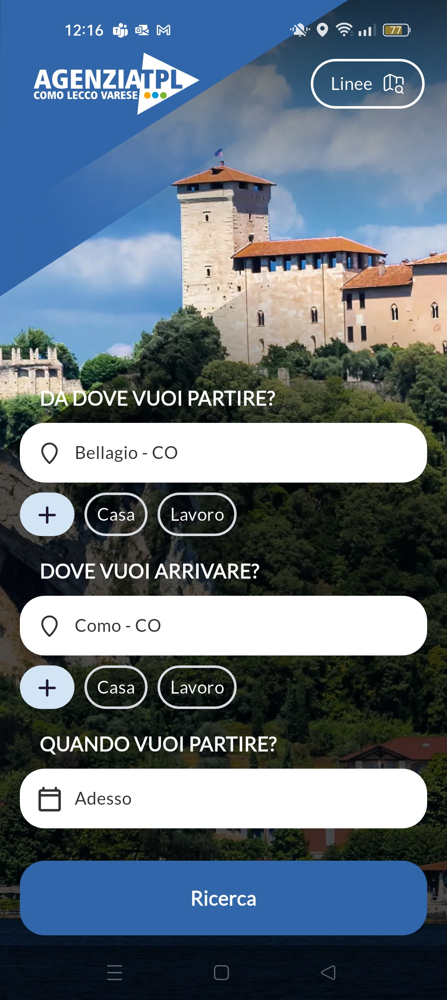 12:16
77
AGENZIATPL
COMO LECCO VARESE
Linee
DA DOVE VUOI PARTIRE?
Bellagio - CO
+ Casa Lavoro
DOVE VUOI ARRIVARE?
Como - CO
+ Casa Lavoro
QUANDO VUOI PARTIRE?
Adesso
Ricerca